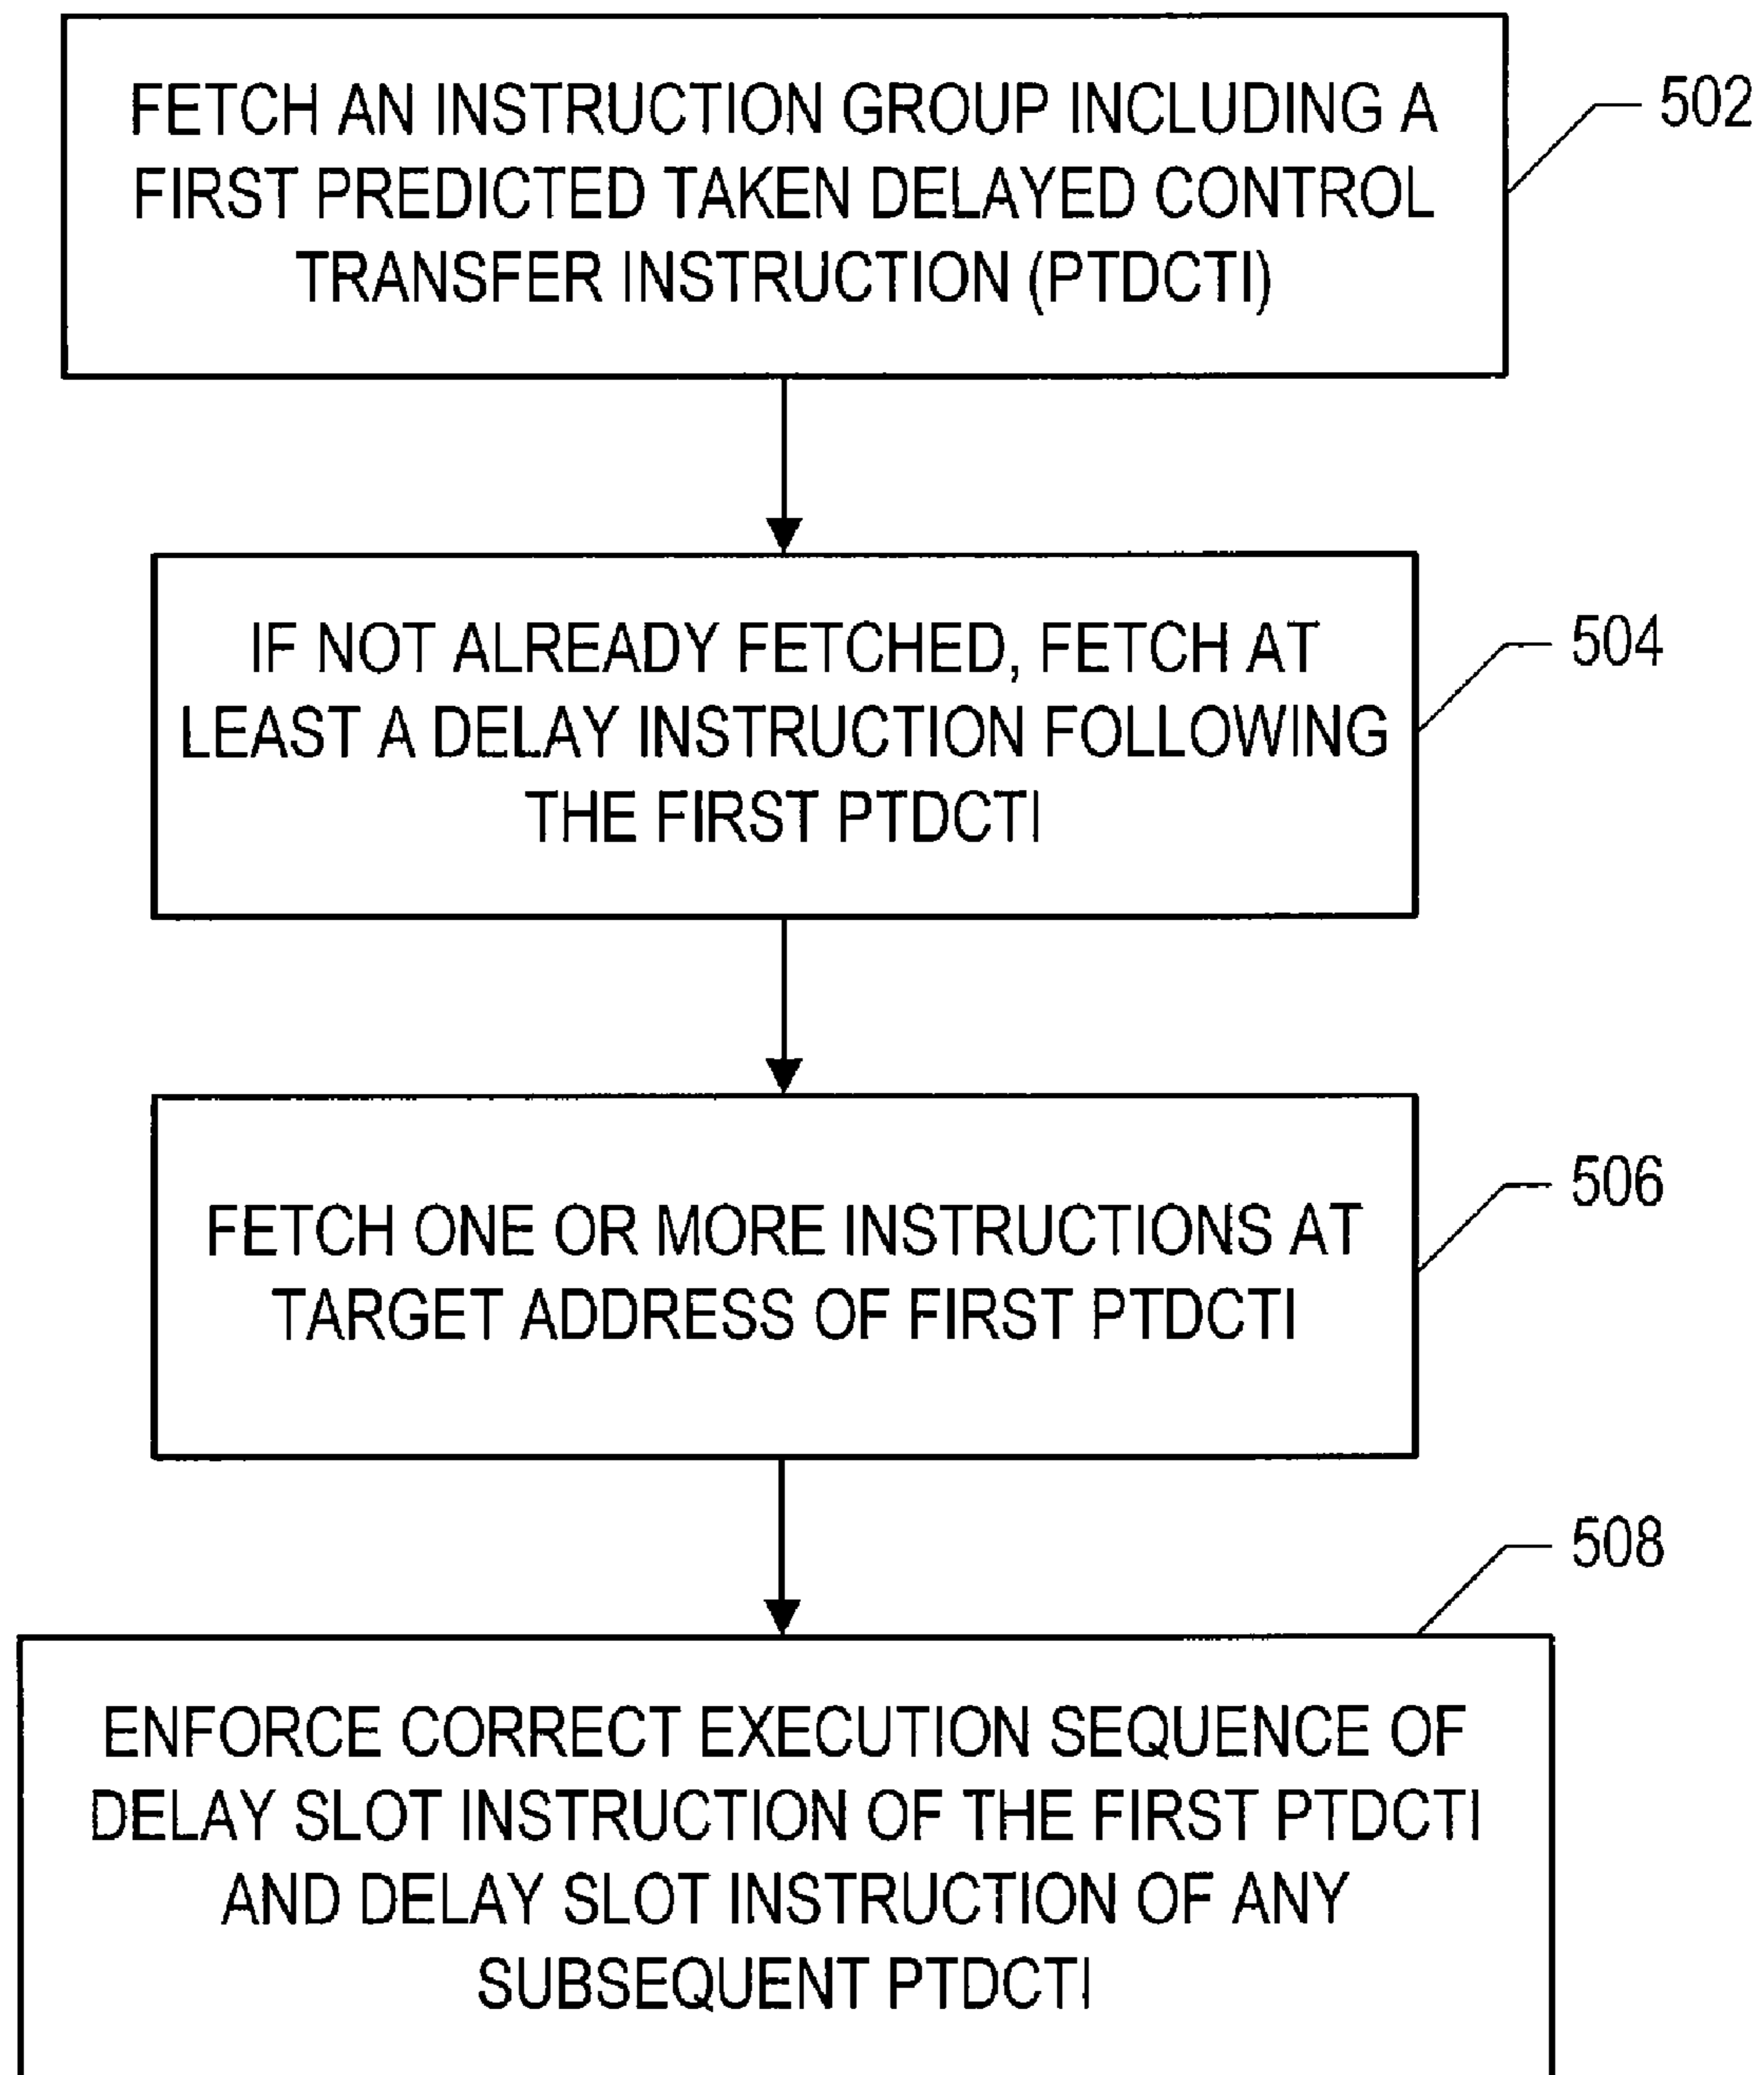 FETCH AN INSTRUCTION GROUP INCLUDING A
FIRST PREDICTED TAKEN DELAYED CONTROL
TRANSFER INSTRUCTION (PTDCTI)
502
IF NOT ALREADY FETCHED, FETCH AT
LEAST A DELAY INSTRUCTION FOLLOWING
THE FIRST PTDCTI
504
FETCH ONE OR MORE INSTRUCTIONS AT
TARGET ADDRESS OF FIRST PTDCTI
506
508
ENFORCE CORRECT EXECUTION SEQUENCE OF
DELAY SLOT INSTRUCTION OF THE FIRST PTDCTI
AND DELAY SLOT INSTRUCTION OF ANY
SUBSEQUENT PTDCTI